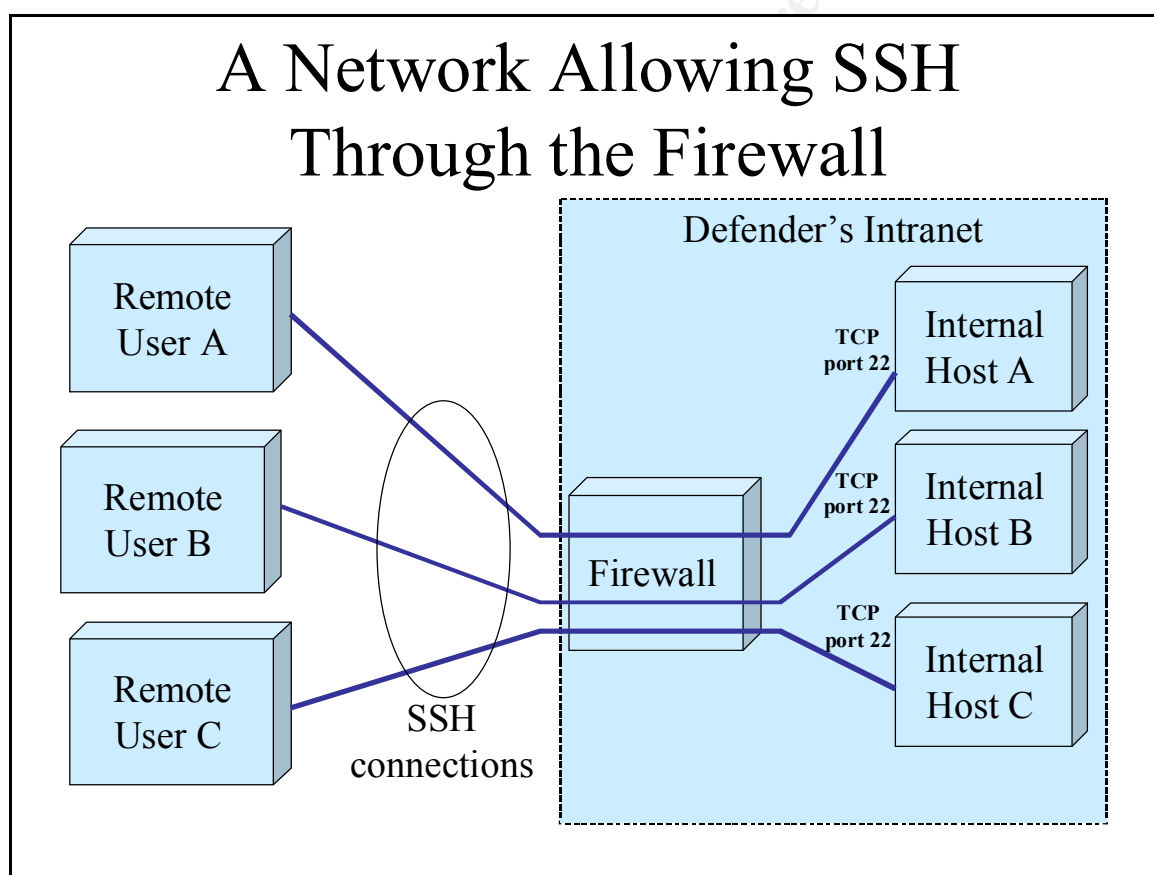 A Network Allowing SSH
Through the Firewall
Defender's Intranet
Remote
User A
Remote
User B
Remote
User C
SSH
connections
Firewall
TCP
port 22
Internal
Host A
TCP
port 22
Internal
Host B
TCP
port 22
Internal
Host C